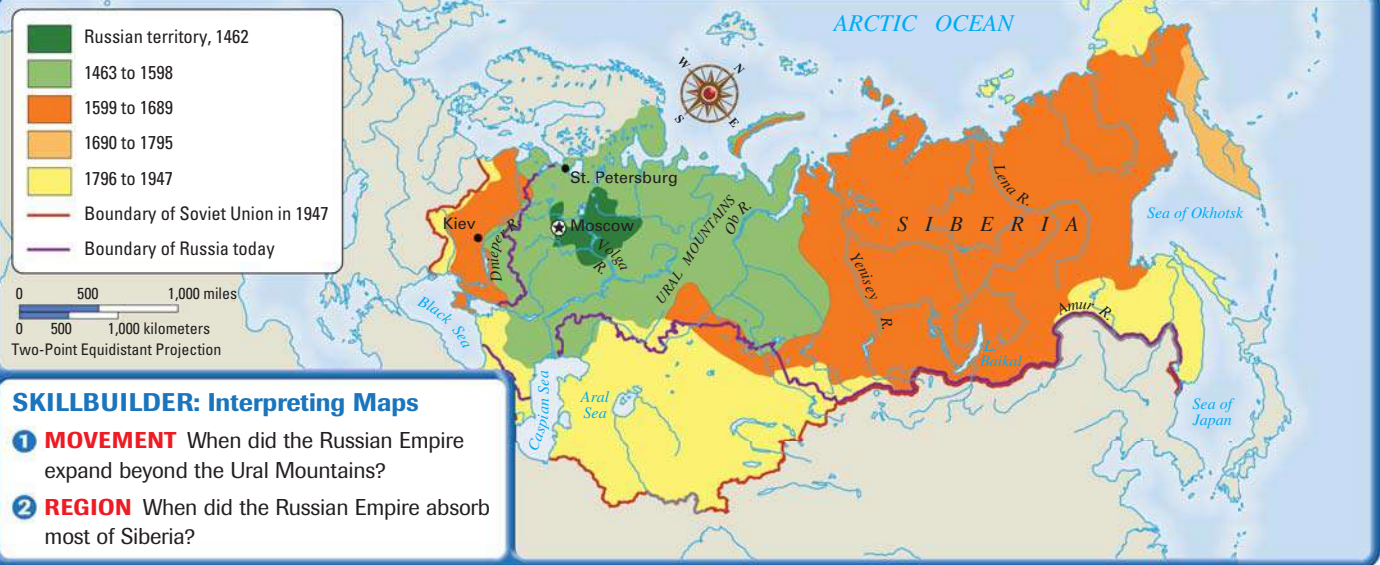 Russian territory, 1462
1463 to 1598
1599 to 1689
1690 to 1795
1796 to 1947
Boundary of Soviet Union in 1947
Boundary of Russia today
0 500 1,000 miles
0 500 1,000 kilometers
Two-Point Equidistant Projection
ARCTIC OCEAN
W
N
S
E
St. Petersburg
Kiev
Dnieper R.
Moscow
Volga
R.
URAL MOUNTAINS
Ob R.
Yenisey
R.
Lena R.
SIBERIA
Sea of Okhotsk
Amur R.
L.
Baikal
Black Sea
Caspian Sea
Aral
Sea
Sea of
Japan
SKILLBUILDER: Interpreting Maps
1 MOVEMENT When did the Russian Empire
expand beyond the Ural Mountains?
2 REGION When did the Russian Empire absorb
most of Siberia?